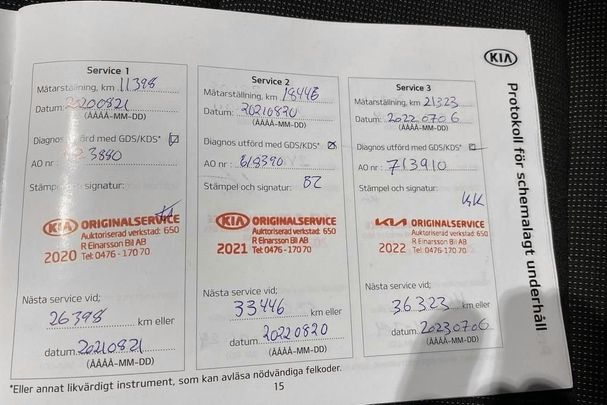 KIA
Protokoll för schemalagt underhåll
Service 1
Mätarställning, km 11398
Datum: 20200821
(ÅÅÅÅ-MM-DD)
Diagnos utförd med GDS/KDS*
AO nr : 3880
Stämpel och signatur:
KIA ORIGINALSERVICE
Auktoriserad verkstad: 650
R Einarsson Bil AB
2020 Tel: 0476-170 70
Nästa service vid;
26398 km eller
datum. 20210821
(ÅÅÅÅ-MM-DD)
Service 2
Mätarställning, km 18446
Datum: 20210820
(ÅÅÅÅ-MM-DD)
Diagnos utförd med GDS/KDS*
AO nr : 618390
Stämpel och signatur: BZ
KIA ORIGINALSERVICE
Auktoriserad verkstad: 650
R Einarsson Bil AB
2021 Tel: 0476-170 70
Nästa service vid;
33446 km eller
datum. 20220820
(ÅÅÅÅ-MM-DD)
Service 3
Mätarställning, km 21323
Datum: 20220706
(ÅÅÅÅ-MM-DD)
Diagnos utförd med GDS/KDS*
AO nr : 713910
Stämpel och signatur:
KK
KIA ORIGINALSERVICE
Auktoriserad verkstad: 650
R Einarsson Bil AB
2022 Tel: 0476-170 70
Nästa service vid;
36323 km eller
datum. 20230706
(ÅÅÅÅ-MM-DD)
*Eller annat likvärdigt instrument, som kan avläsa nödvändiga felkoder.
15